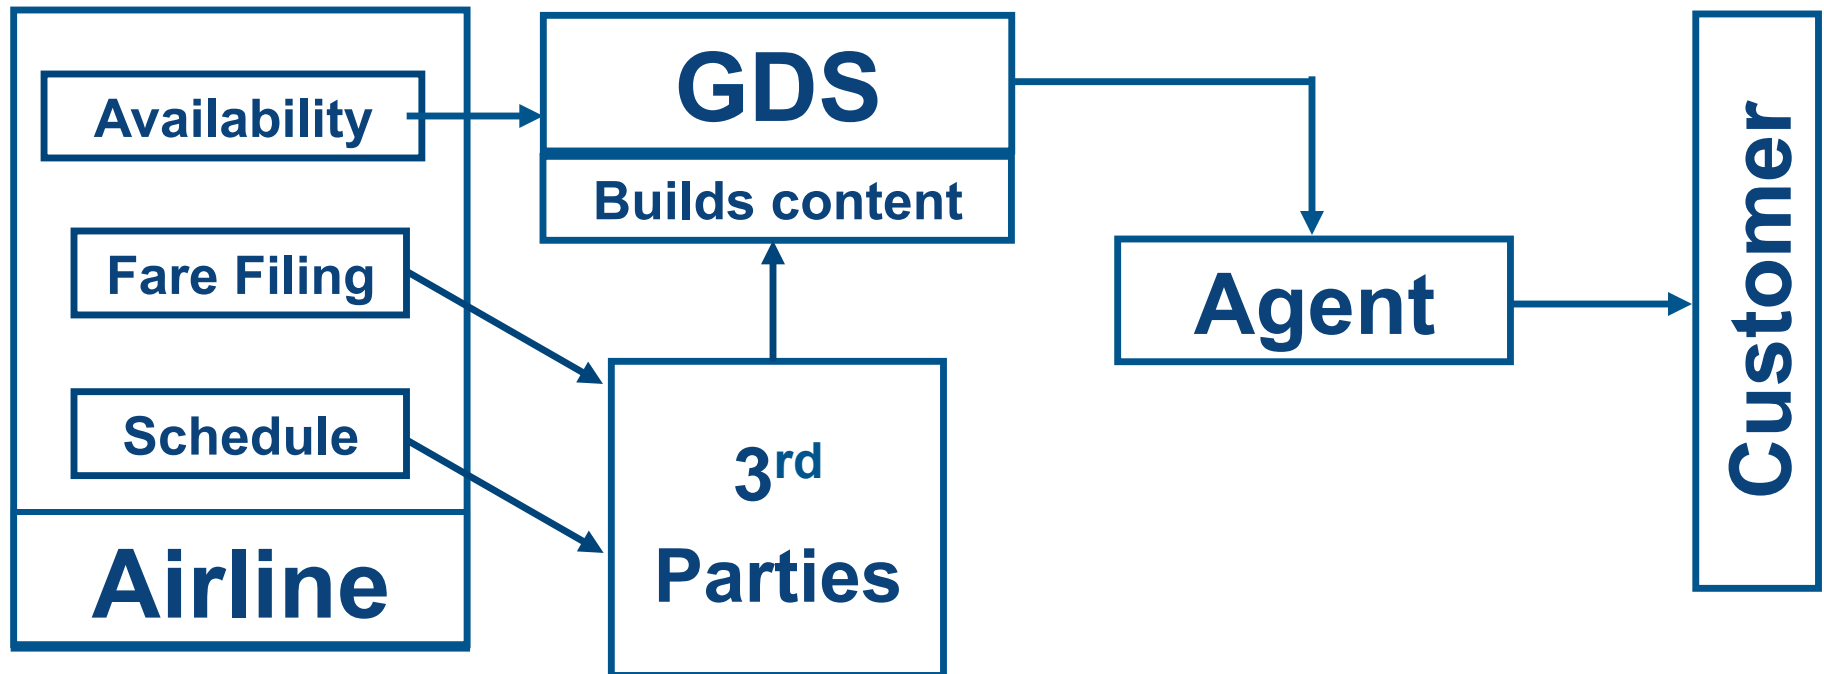 Availability
Fare Filing
Schedule
Airline
GDS
Builds content
3rd
Parties
Agent
Customer